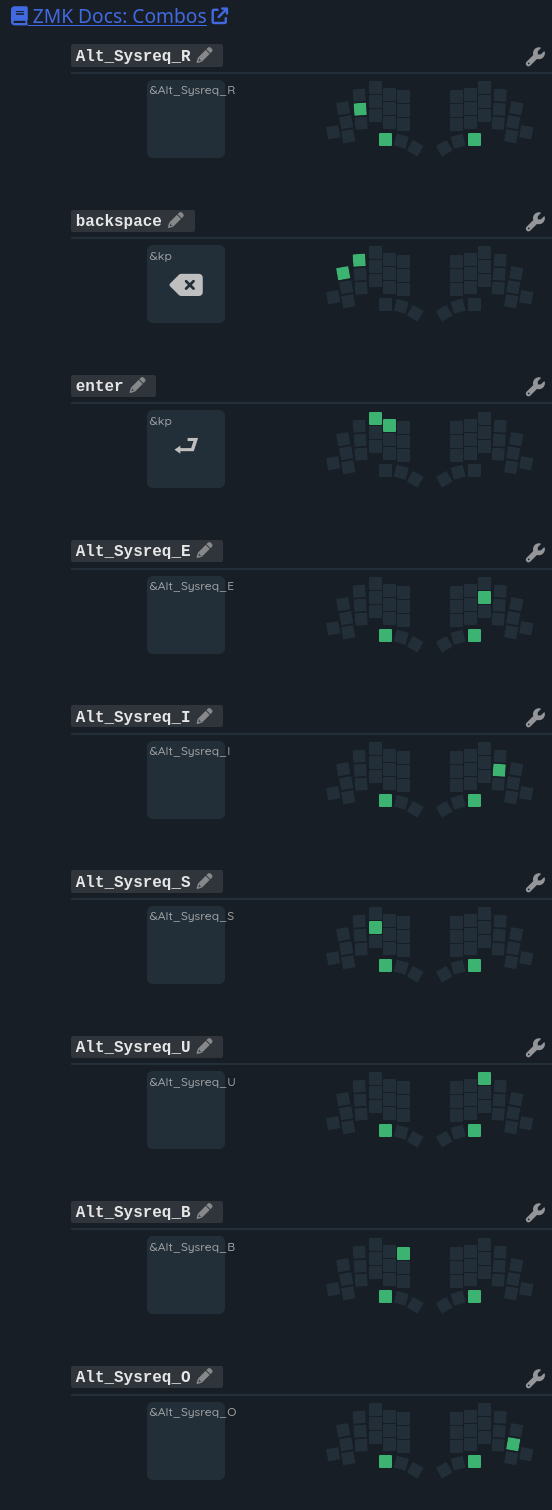 ZMK Docs: Combos
Alt_Sysreq_R
&Alt_Sysreq_R
backspace
&kp
enter
&kp
Alt_Sysreq_E
&Alt_Sysreq_E
Alt_Sysreq_I
&Alt_Sysreq_I
Alt_Sysreq_S
&Alt_Sysreq_S
Alt_Sysreq_U
&Alt_Sysreq_U
Alt_Sysreq_B
&Alt_Sysreq_B
Alt_Sysreq_O
&Alt_Sysreq_O